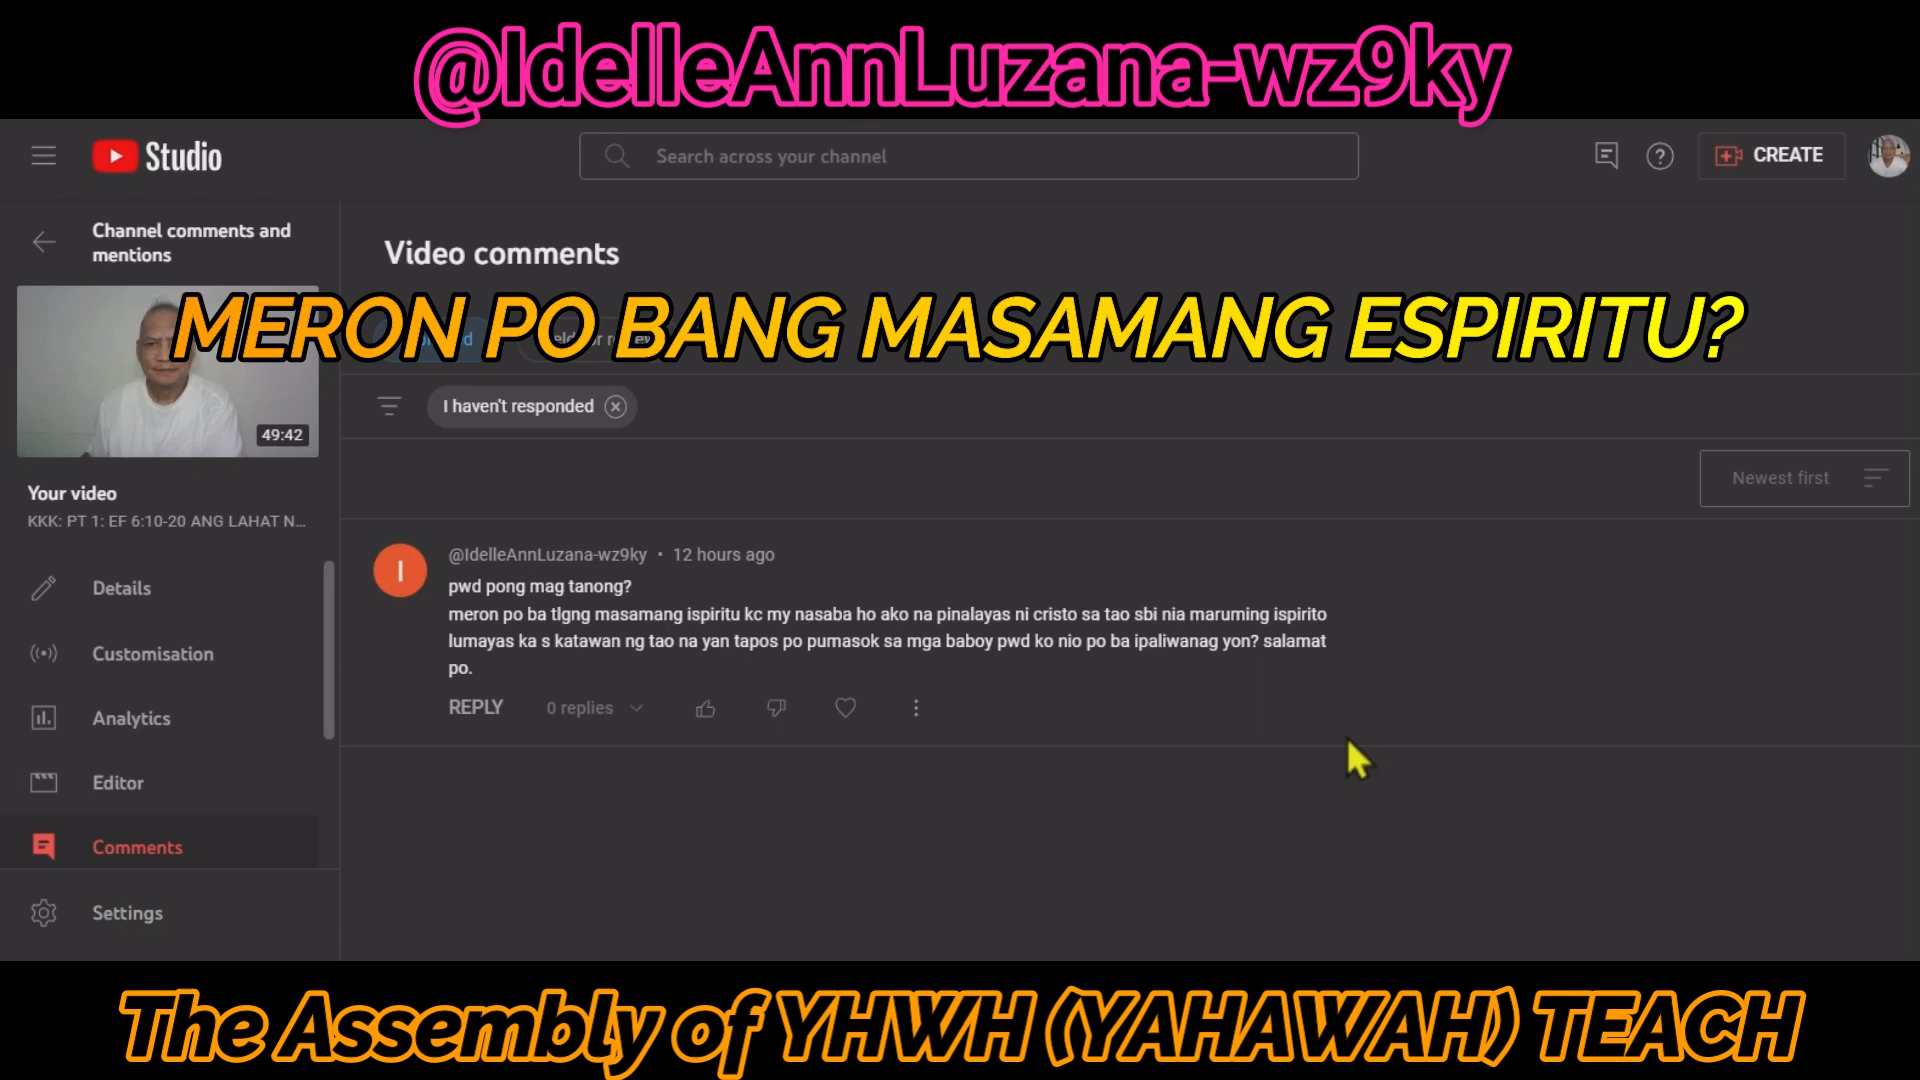 @IdelleAnnLuzana-wz9ky
Studio
Search across your channel
CREATE
Channel comments and
mentions
Video comments
MERON PO BANG MASAMANG ESPIRITU?
I haven't responded
49:42
Newest first
Your video
KKK: PT 1: EF 6:10-20 ANG LAHAT N...
@IdelleAnnLuzana-wz9ky • 12 hours ago
I
pwd pong mag tanong?
meron po ba tlgng masamang ispiritu kc my nasaba ho ako na pinalayas ni cristo sa tao sbi nia maruming ispirito
lumayas ka s katawan ng tao na yan tapos po pumasok sa mga baboy pwd ko nio po ba ipaliwanag yon? salamat
po.
REPLY
0 replies
Details
Customisation
Analytics
Editor
Comments
Settings
The Assembly of YHWH (YAHAWAH) TEACH